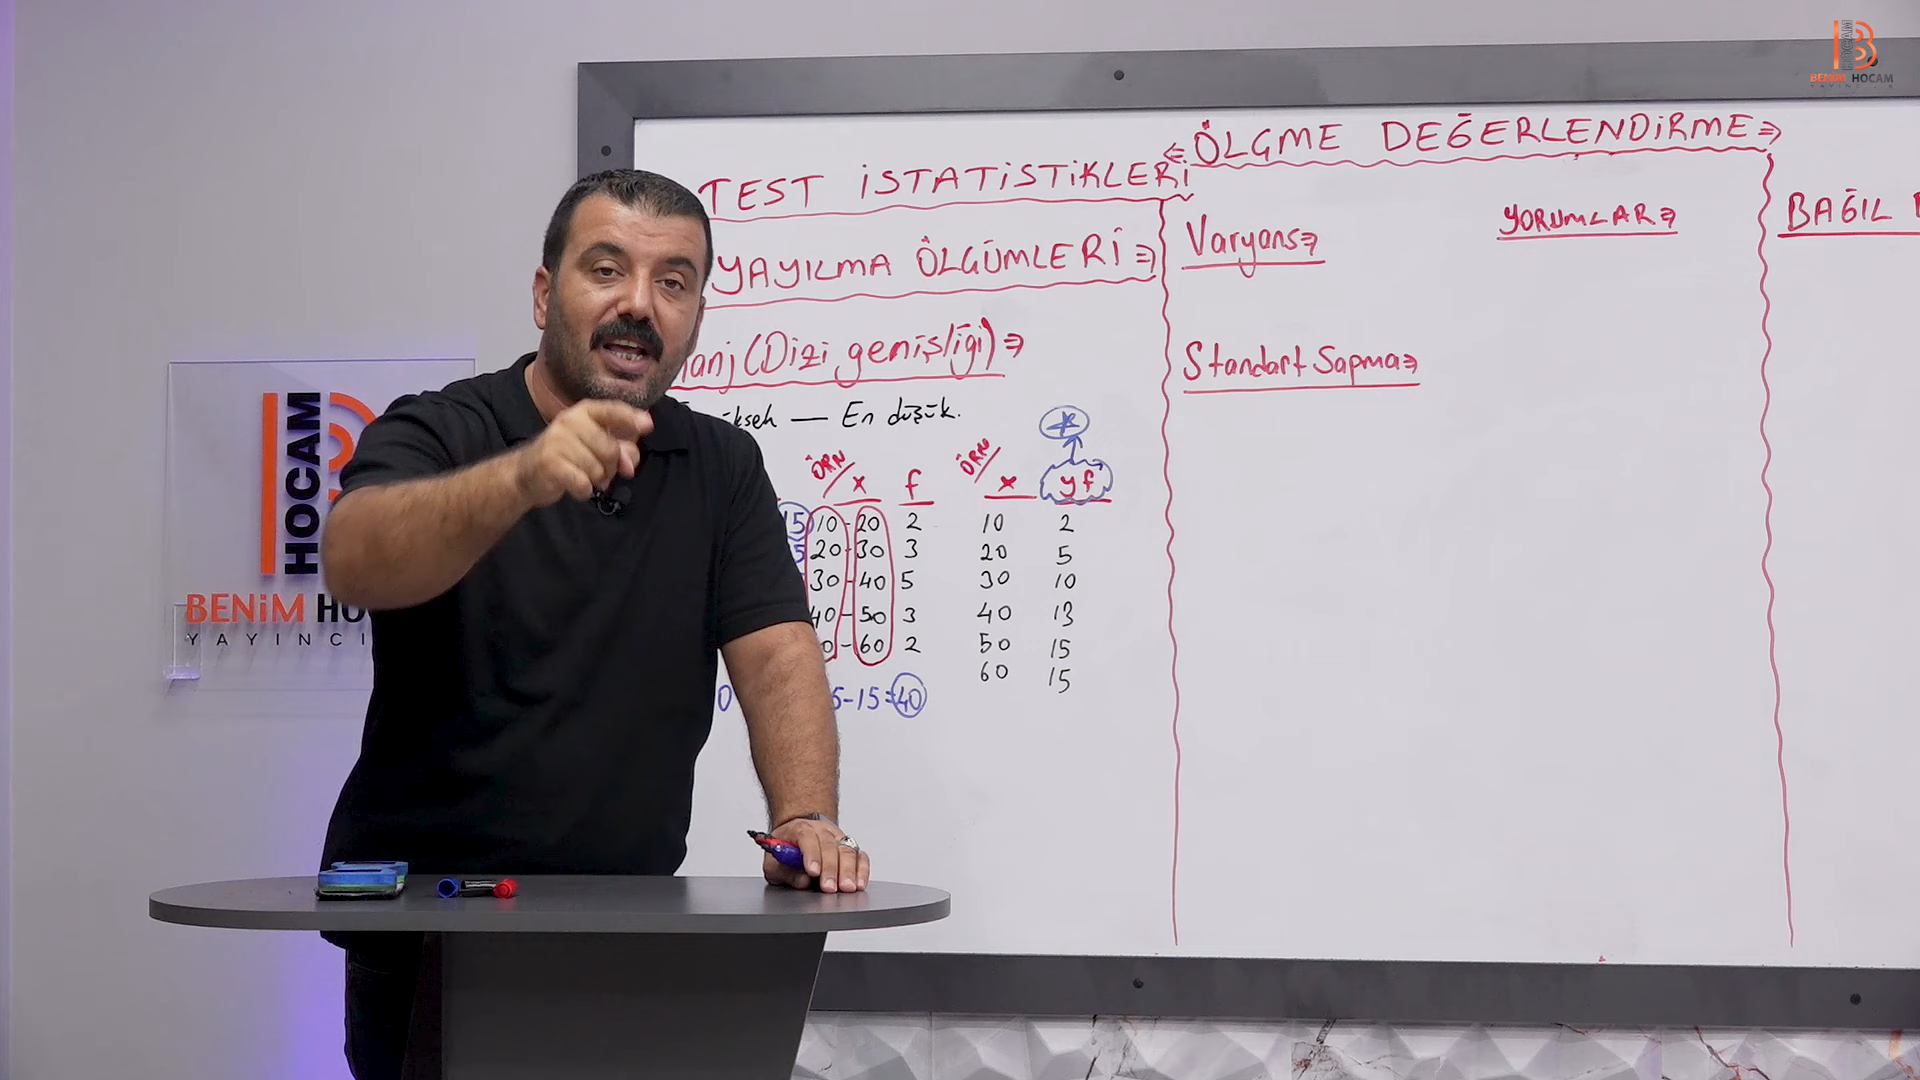 BENiM HOCAM
YAYINCILIK
HOCAM
BENiM
YAYINCI
⇐ ÖLÇME DEĞERLENDİRME ⇒
TEST İSTATİSTİKLERİ
YAYILMA ÖLÇÜMLERİ ⇒
(Dizi genişliği) ⇒
— En düşük.
ÖRN/ x f
15 10-20 2
20-30 3
30-40 5
40-50 3
-60 2
-15=40
ÖRN/ x yf
10 2
20 5
30 10
40 13
50 15
60 15
Varyans⇒
YORUMLAR⇒
Standart Sapma⇒
BAĞIL